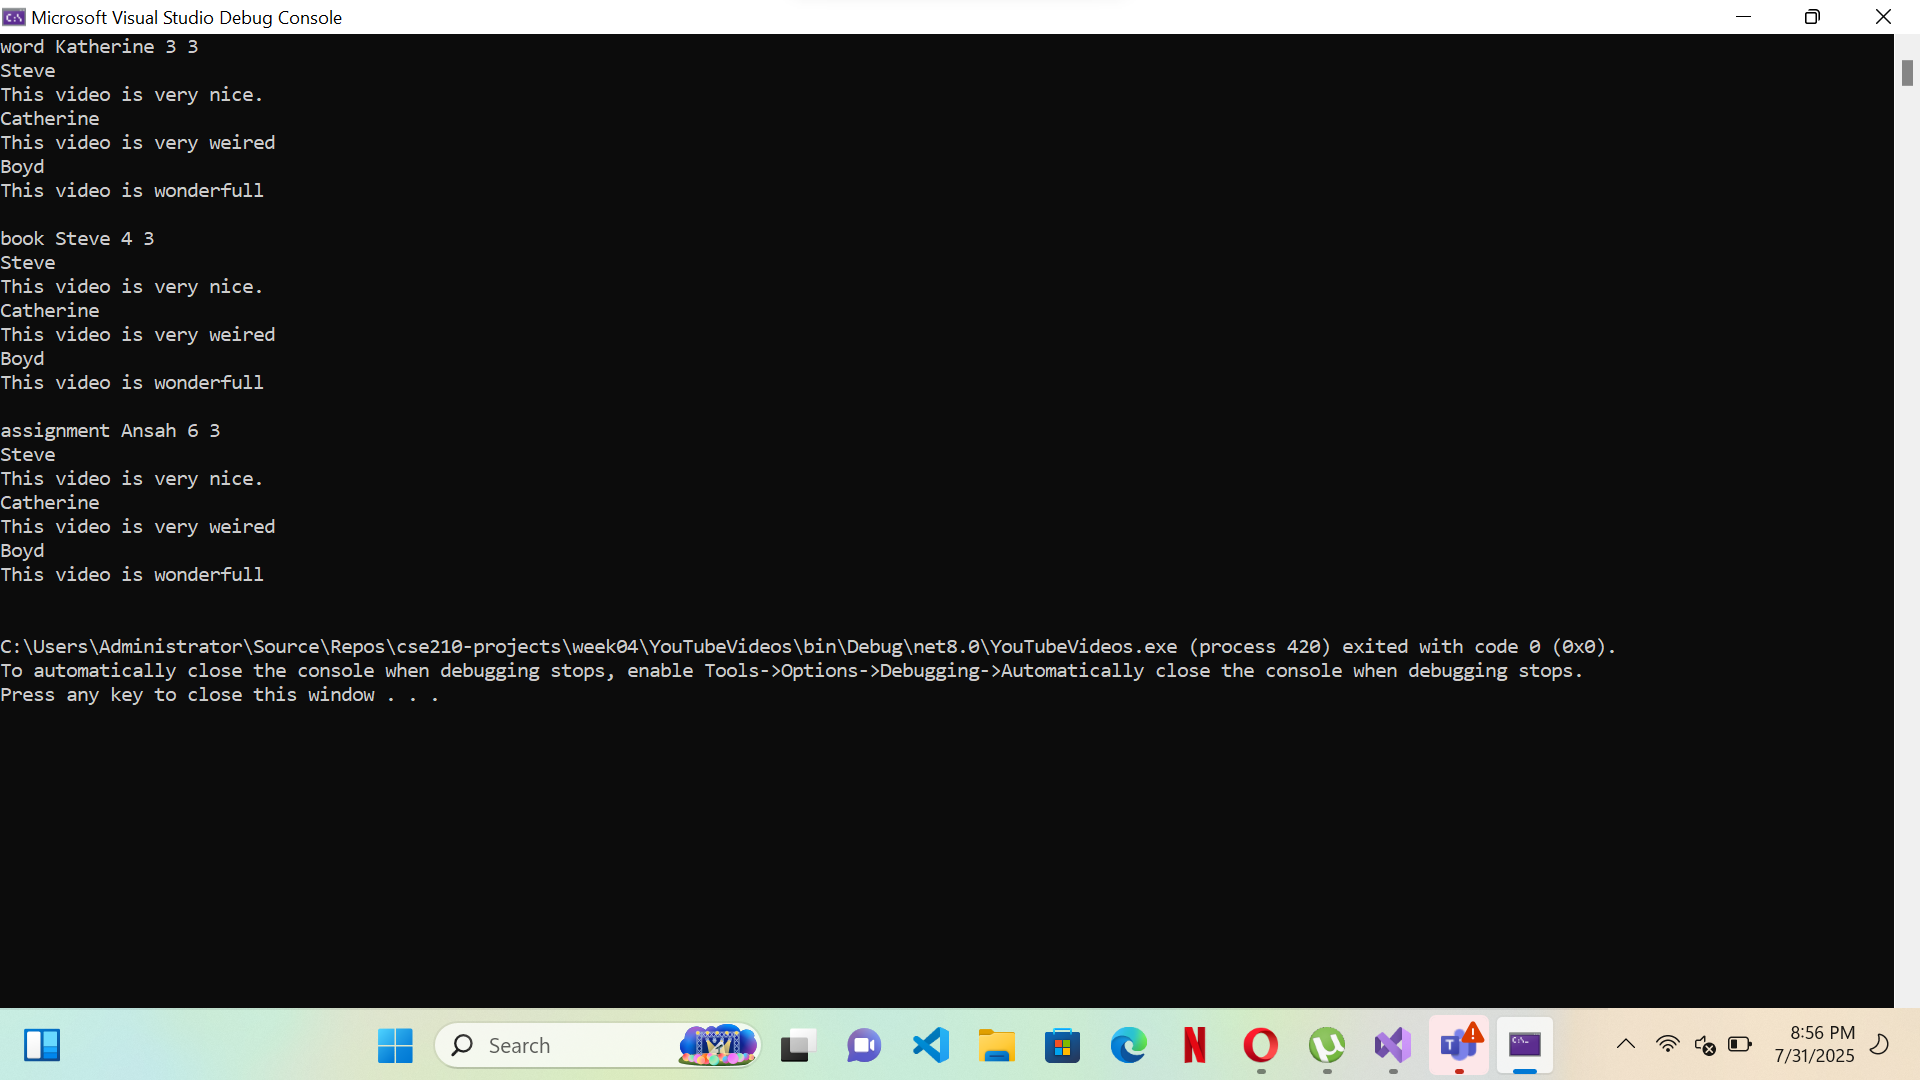 Microsoft Visual Studio Debug Console
word Katherine 3 3
Steve
This video is very nice.
Catherine
This video is very weired
Boyd
This video is wonderfull
book Steve 4 3
Steve
This video is very nice.
Catherine
This video is very weired
Boyd
This video is wonderfull
assignment Ansah 6 3
Steve
This video is very nice.
Catherine
This video is very weired
Boyd
This video is wonderfull
C:\Users\Administrator\Source\Repos\cse210-projects\week04\YouTubeVideos\bin\Debug\net8.0\YouTubeVideos.exe (process 420) exited with code 0 (0x0).
To automatically close the console when debugging stops, enable Tools->Options->Debugging->Automatically close the console when debugging stops.
Press any key to close this window . . .
Search
8:56 PM
7/31/2025